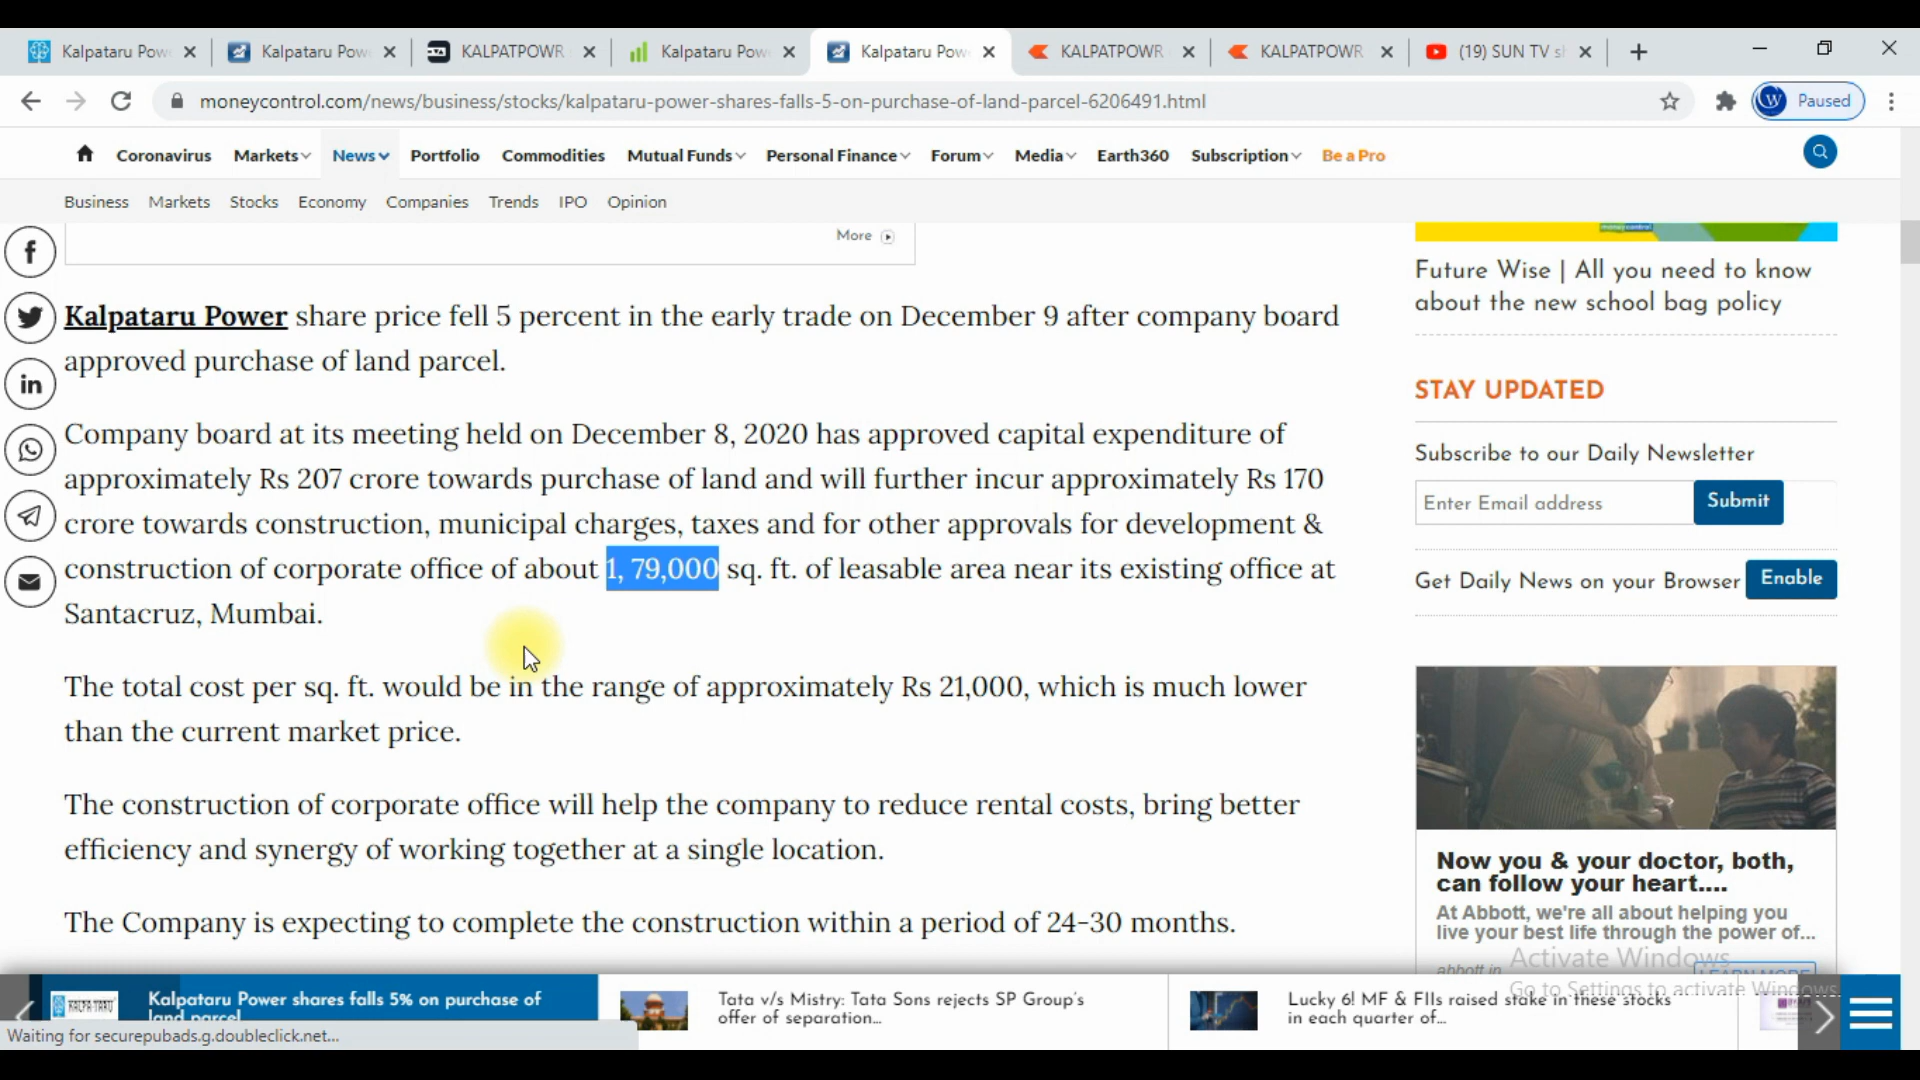 Kalpataru Pow
Kalpataru Pow
KALPATPOWR
Kalpataru Pow
Kalpataru Pow
KALPATPOWR
KALPATPOWR
(19) SUN TV s
moneycontrol.com/news/business/stocks/kalpataru-power-shares-falls-5-on-purchase-of-land-parcel-6206491.html
W Paused
Coronavirus Markets News Portfolio Commodities Mutual Funds Personal Finance Forum Media Earth360 Subscription Be a Pro
Business Markets Stocks Economy Companies Trends IPO Opinion
More
Kalpataru Power share price fell 5 percent in the early trade on December 9 after company board
approved purchase of land parcel.
Company board at its meeting held on December 8, 2020 has approved capital expenditure of
approximately Rs 207 crore towards purchase of land and will further incur approximately Rs 170
crore towards construction, municipal charges, taxes and for other approvals for development &
construction of corporate office of about 1, 79,000 sq. ft. of leasable area near its existing office at
Santacruz, Mumbai.
The total cost per sq. ft. would be in the range of approximately Rs 21,000, which is much lower
than the current market price.
The construction of corporate office will help the company to reduce rental costs, bring better
efficiency and synergy of working together at a single location.
The Company is expecting to complete the construction within a period of 24-30 months.
moneycontrol
Future Wise | All you need to know
about the new school bag policy
STAY UPDATED
Subscribe to our Daily Newsletter
Enter Email address Submit
Get Daily News on your Browser Enable
Now you & your doctor, both,
can follow your heart....
At Abbott, we're all about helping you
live your best life through the power of...
abbott.in LEARN MORE
Activate Windows
Go to Settings to activate Windows.
KALPA-TARU
Kalpataru Power shares falls 5% on purchase of
land parcel
Tata v/s Mistry: Tata Sons rejects SP Group's
offer of separation...
Lucky 6! MF & FIIs raised stake in these stocks
in each quarter of...
Waiting for securepubads.g.doubleclick.net...